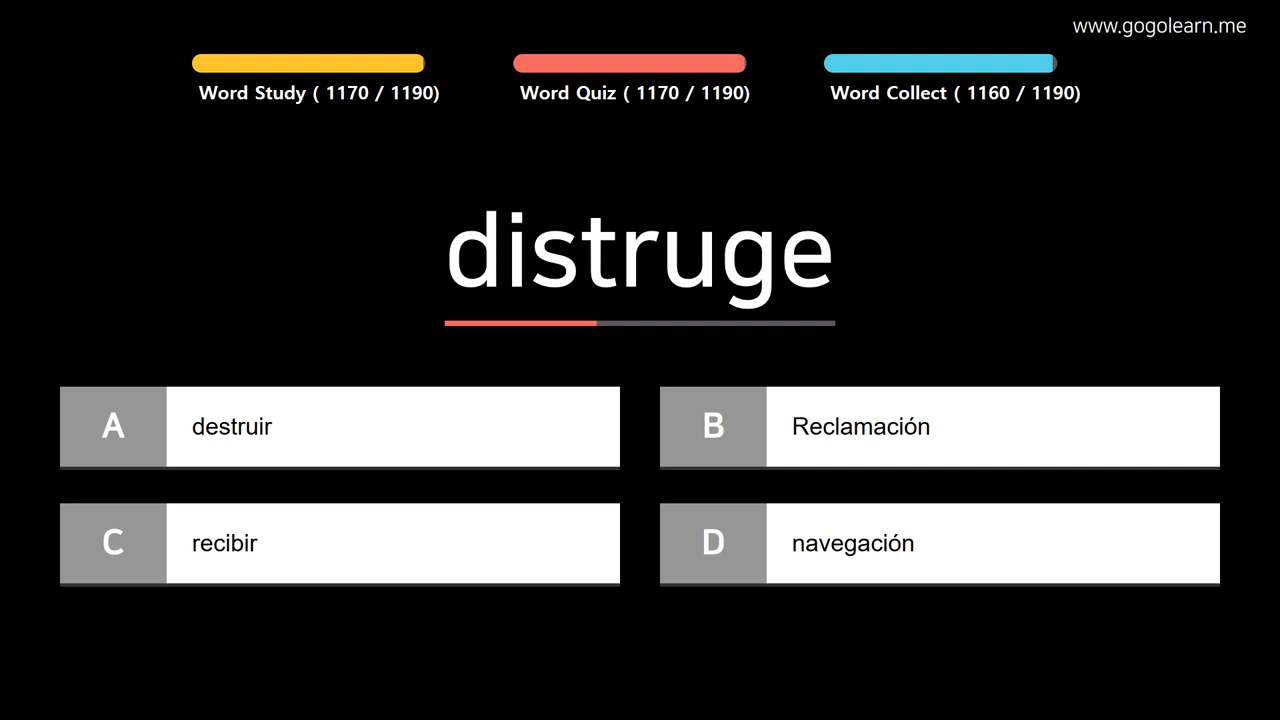 www.gogolearn.me
Word Study ( 1170 / 1190)
Word Quiz ( 1170 / 1190)
Word Collect ( 1160 / 1190)
distruge
A destruir
B Reclamación
C recibir
D navegación